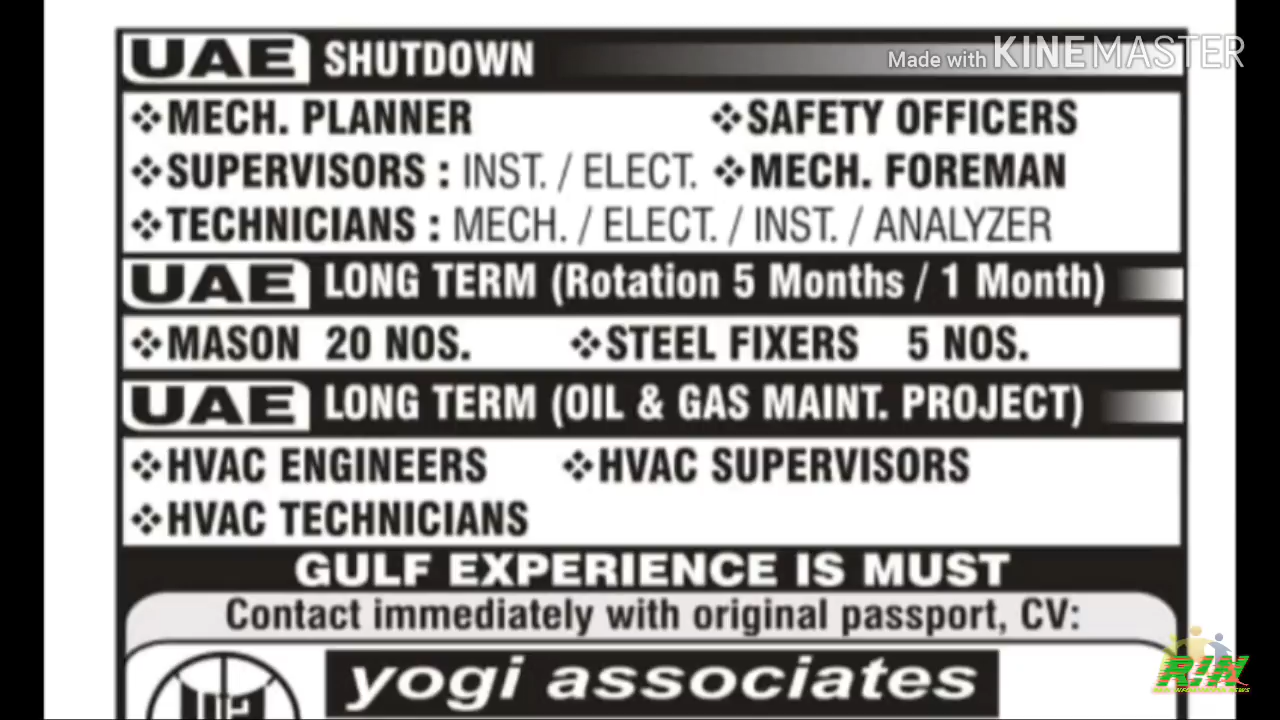 UAE SHUTDOWN
Made with KINEMASTER
❖MECH. PLANNER ❖SAFETY OFFICERS
❖SUPERVISORS : INST. / ELECT. ❖MECH. FOREMAN
❖TECHNICIANS : MECH. / ELECT. / INST. / ANALYZER
UAE LONG TERM (Rotation 5 Months / 1 Month)
❖MASON 20 NOS. ❖STEEL FIXERS 5 NOS.
UAE LONG TERM (OIL & GAS MAINT. PROJECT)
❖HVAC ENGINEERS ❖HVAC SUPERVISORS
❖HVAC TECHNICIANS
GULF EXPERIENCE IS MUST
Contact immediately with original passport, CV:
yogi associates
RIN